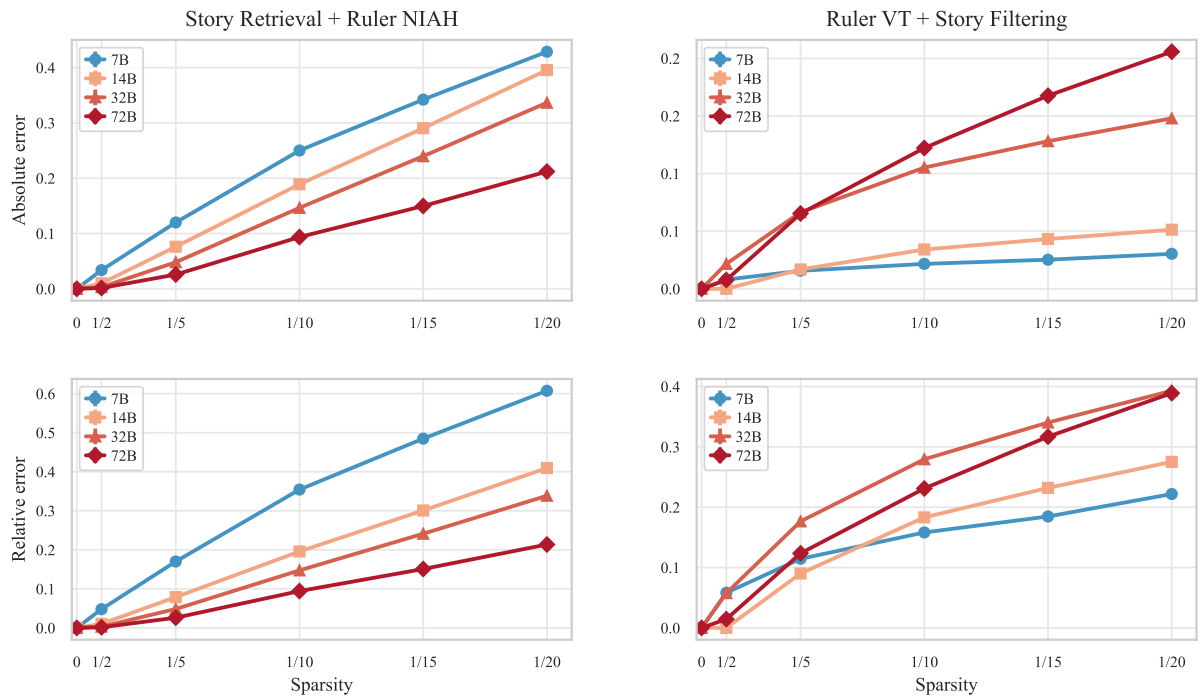 Story Retrieval + Ruler NIAH
Absolute error
0.4
0.3
0.2
0.1
0.0
7B
14B
32B
72B
0 1/2 1/5 1/10 1/15 1/20
Ruler VT + Story Filtering
0.2
0.2
0.1
0.1
0.0
7B
14B
32B
72B
0 1/2 1/5 1/10 1/15 1/20
Relative error
0.6
0.5
0.4
0.3
0.2
0.1
0.0
7B
14B
32B
72B
0 1/2 1/5 1/10 1/15 1/20
Sparsity
0.4
0.3
0.2
0.1
0.0
7B
14B
32B
72B
0 1/2 1/5 1/10 1/15 1/20
Sparsity